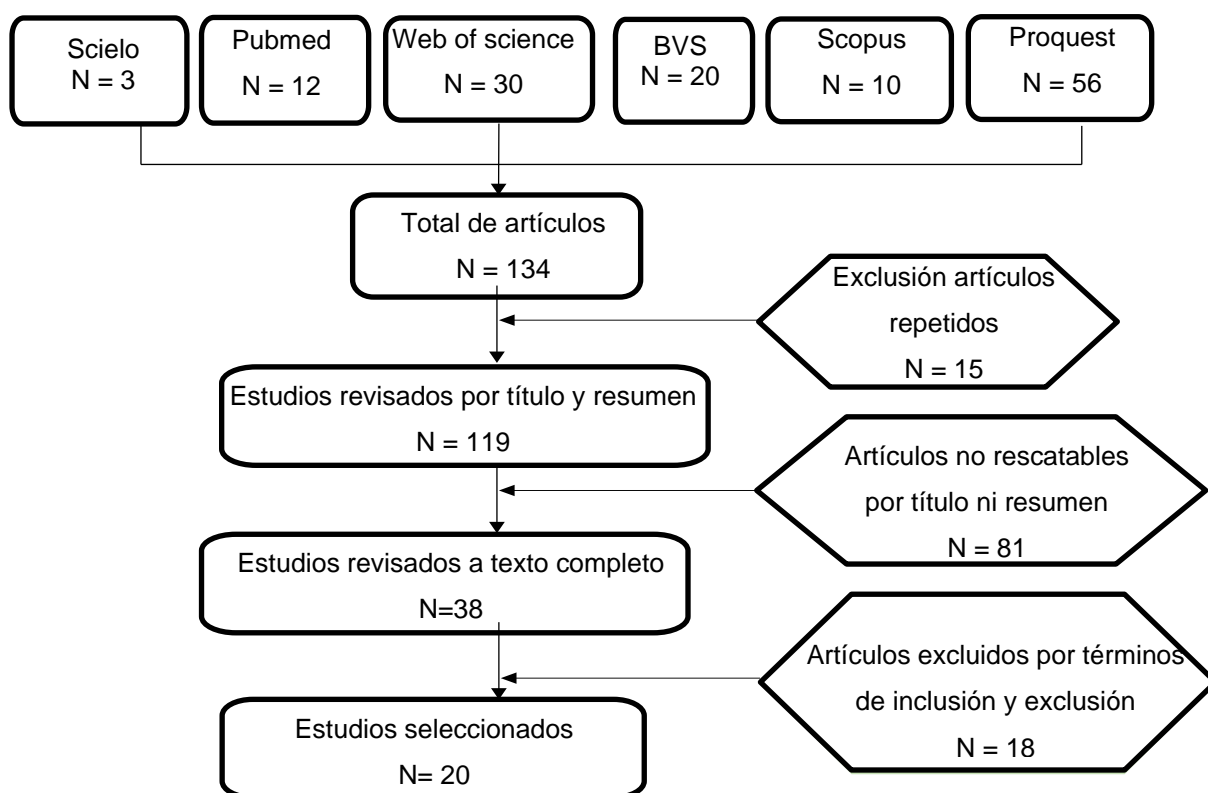 Scielo
N = 3
Pubmed
N = 12
Web of science
N = 30
BVS
N = 20
Scopus
N = 10
Proquest
N = 56
Total de artículos
N = 134
Exclusión artículos
repetidos
N = 15
Estudios revisados por título y resumen
N = 119
Artículos no rescatables
por título ni resumen
N = 81
Estudios revisados a texto completo
N=38
Artículos excluidos por términos
de inclusión y exclusión
N = 18
Estudios seleccionados
N= 20